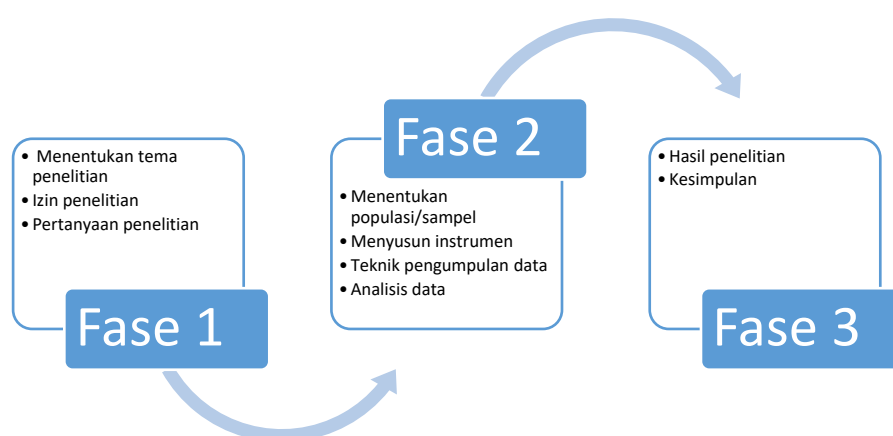 • Menentukan tema
penelitian
• Izin penelitian
• Pertanyaan penelitian
Fase 1
Fase 2
• Menentukan
populasi/sampel
• Menyusun instrumen
• Teknik pengumpulan data
• Analisis data
• Hasil penelitian
• Kesimpulan
Fase 3